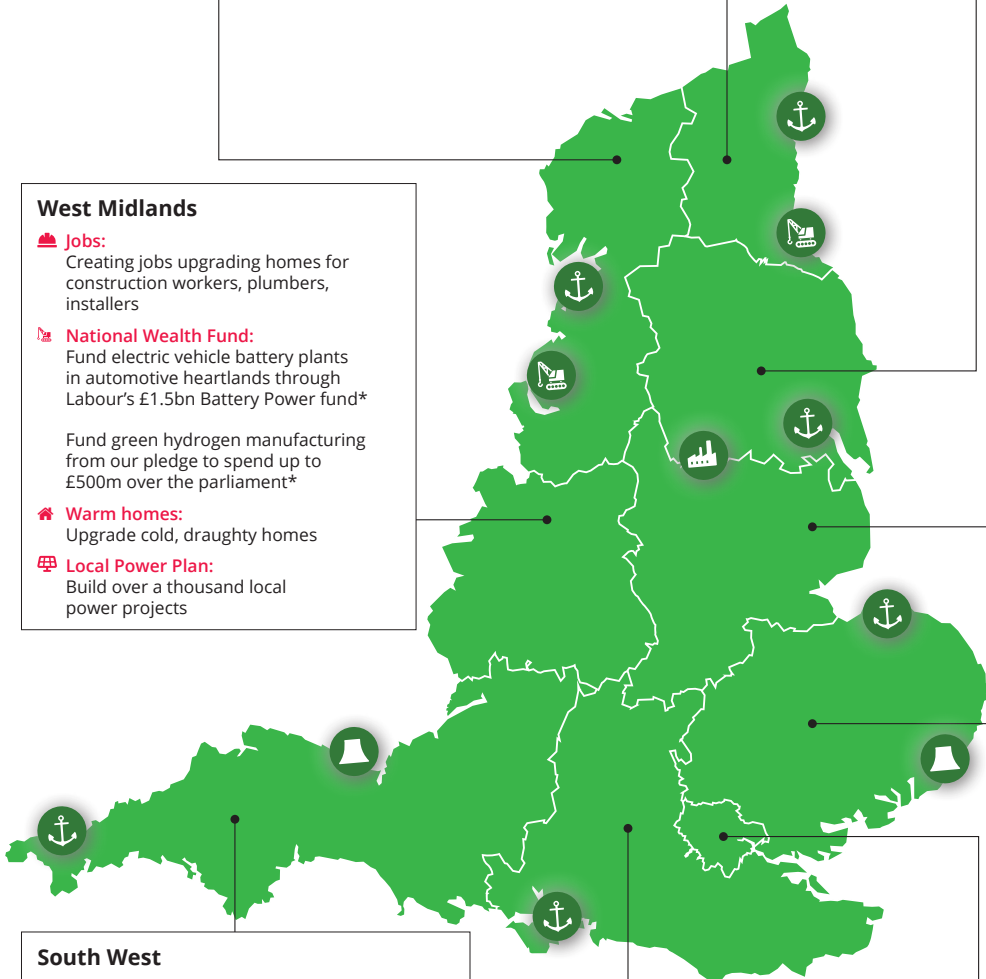 West Midlands
Jobs:
Creating jobs upgrading homes for
construction workers, plumbers,
installers
National Wealth Fund:
Fund electric vehicle battery plants
in automotive heartlands through
Labour’s £1.5bn Battery Power fund*
Fund green hydrogen manufacturing
from our pledge to spend up to
£500m over the parliament*
Warm homes:
Upgrade cold, draughty homes
Local Power Plan:
Build over a thousand local
power projects
South West